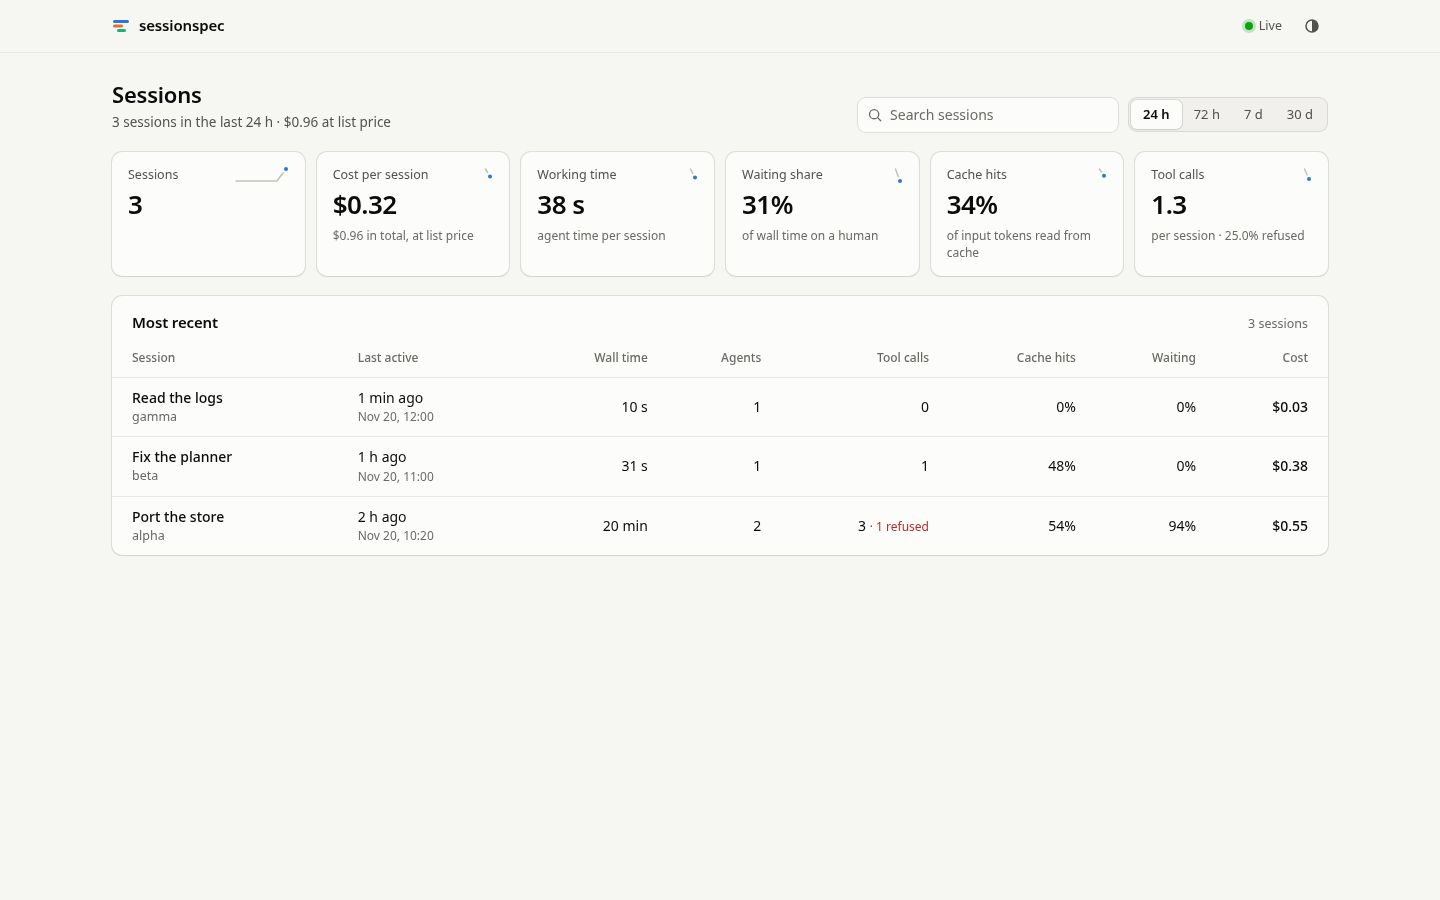 sessionspec
Live
Sessions
3 sessions in the last 24 h · $0.96 at list price
Search sessions
24 h
72 h
7 d
30 d
Sessions
3
Cost per session
$0.32
$0.96 in total, at list price
Working time
38 s
agent time per session
Waiting share
31%
of wall time on a human
Cache hits
34%
of input tokens read from
cache
Tool calls
1.3
per session · 25.0% refused
Most recent
3 sessions
Session Last active Wall time Agents Tool calls Cache hits Waiting Cost
Read the logs 1 min ago 10 s 1 0 0% 0% $0.03
gamma Nov 20, 12:00
Fix the planner 1 h ago 31 s 1 1 48% 0% $0.38
beta Nov 20, 11:00
Port the store 2 h ago 20 min 2 3 · 1 refused 54% 94% $0.55
alpha Nov 20, 10:20